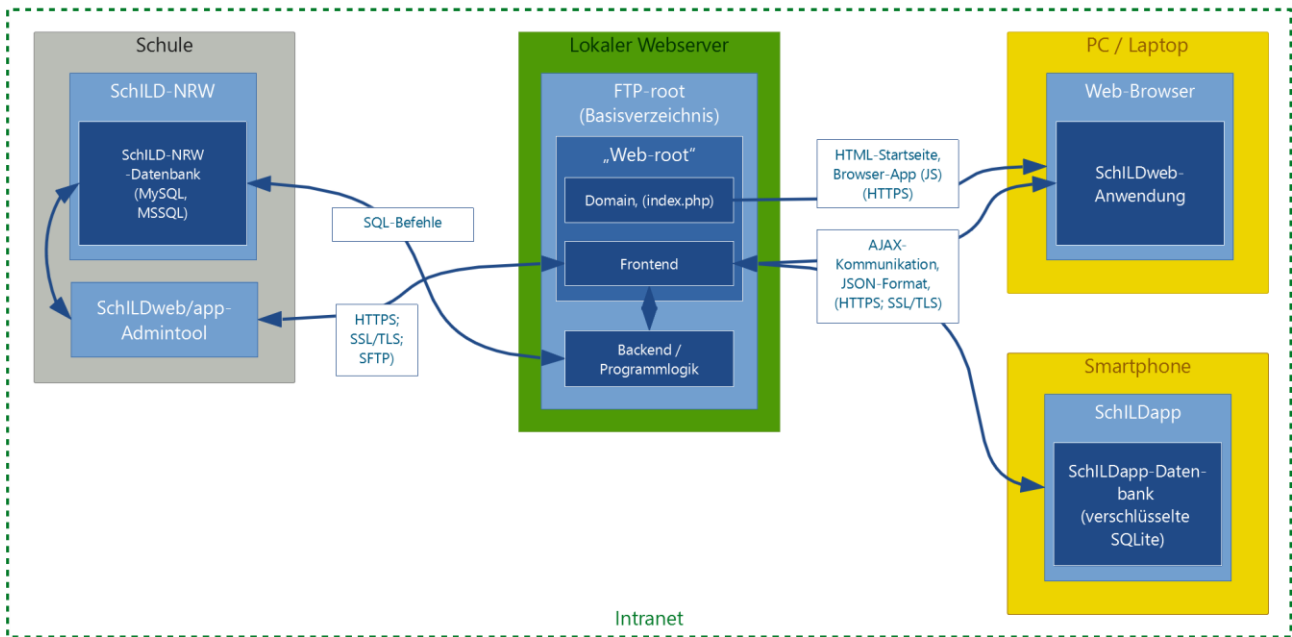 Schule
SchILD-NRW
SchILD-NRW
-Datenbank
(MySQL,
MSSQL)
SchILDweb/app-
Admintool
SQL-Befehle
HTTPS;
SSL/TLS;
SFTP)
Lokaler Webserver
FTP-root
(Basisverzeichnis)
„Web-root“
Domain, (index.php)
Frontend
Backend /
Programmlogik
HTML-Startseite,
Browser-App (JS)
(HTTPS)
AJAX-
Kommunikation,
JSON-Format,
(HTTPS; SSL/TLS)
PC / Laptop
Web-Browser
SchILDweb-
Anwendung
Smartphone
SchILDapp
SchILDapp-Daten-
bank
(verschlüsselte
SQLite)
Intranet